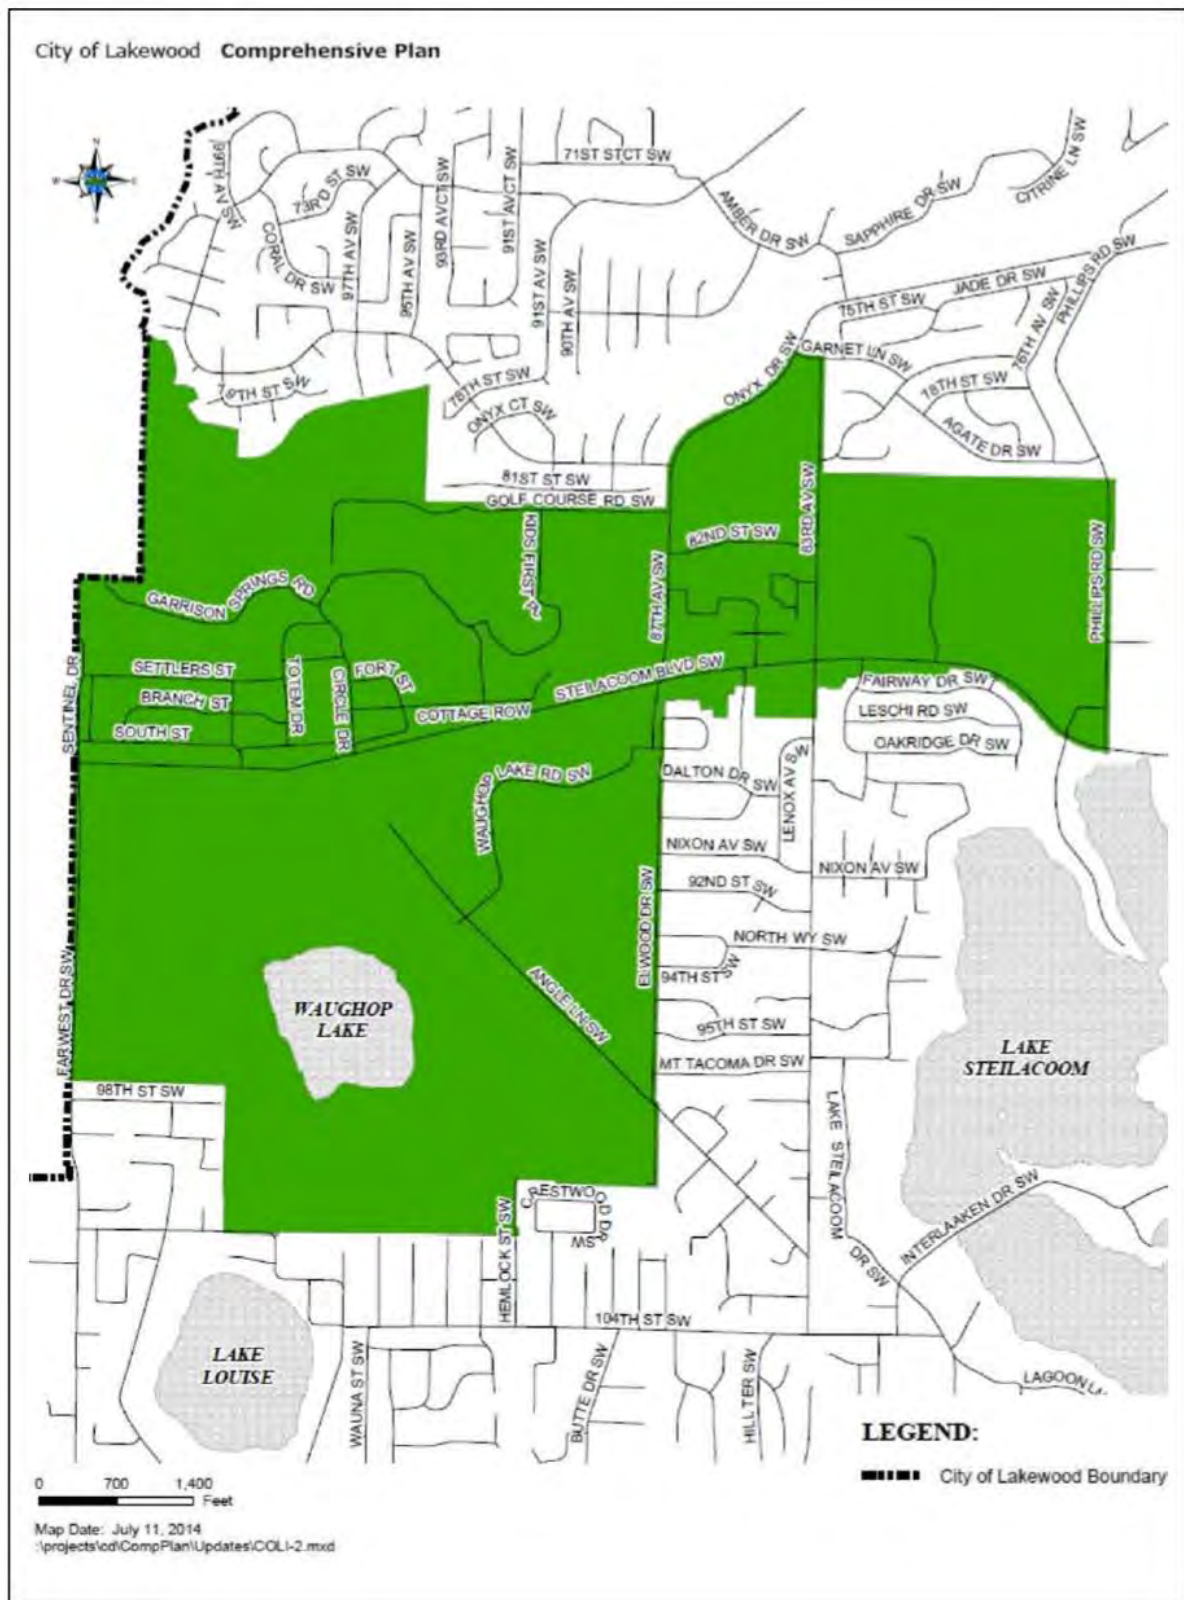 City of Lakewood Comprehensive Plan
N
W
E
S
99TH AV SW
73RD ST SW
CORAL DR SW
97TH AV SW
95TH AV SW
93RD AVCT SW
91ST AVCT SW
71ST STCT SW
91ST AV SW
90TH AV SW
AMBER DR SW
SAPPHIRE DR SW
CITRINE LN SW
PHILLIPS RD SW
JADE DR SW
75TH ST SW
76TH AV SW
GARNET LN SW
78TH ST SW
AGATE DR SW
ONYX DR SW
78TH ST SW
ONYX CT SW
81ST ST SW
GOLF COURSE RD SW
KIDS FIRST PL
82ND ST SW
83RD AV SW
87TH AV SW
PHILLIPS RD SW
GARRISON SPRINGS RD
SETTLERS ST
BRANCH ST
SOUTH ST
TOTEM DR
CIRCLE DR
FORT ST
COTTAGE ROW
STEILACOOM BLVD SW
SENTINEL DR
FAIRWAY DR SW
LESCHI RD SW
OAKRIDGE DR SW
WAUGHOP LAKE RD SW
DALTON DR SW
LENOX AV SW
NIXON AV SW
NIXON AV SW
92ND ST SW
ELWOOD DR SW
NORTH WY SW
94TH ST SW
95TH ST SW
MT TACOMA DR SW
ANGLE LN SW
FARWEST DR SW
WAUGHOP
LAKE
LAKE
STEILACOOM
98TH ST SW
LAKE STEILACOOM DR SW
INTERLAAKEN DR SW
CRESTWOOD DR SW
HEMLOCK ST SW
104TH ST SW
LAKE
LOUISE
WAUNA ST SW
BUTTE DR SW
HILLTER SW
LAGOON
LEGEND:
City of Lakewood Boundary
0 700 1,400
Feet
Map Date: July 11, 2014
:\projects\cd\CompPlan\Updates\COLI-2.mxd